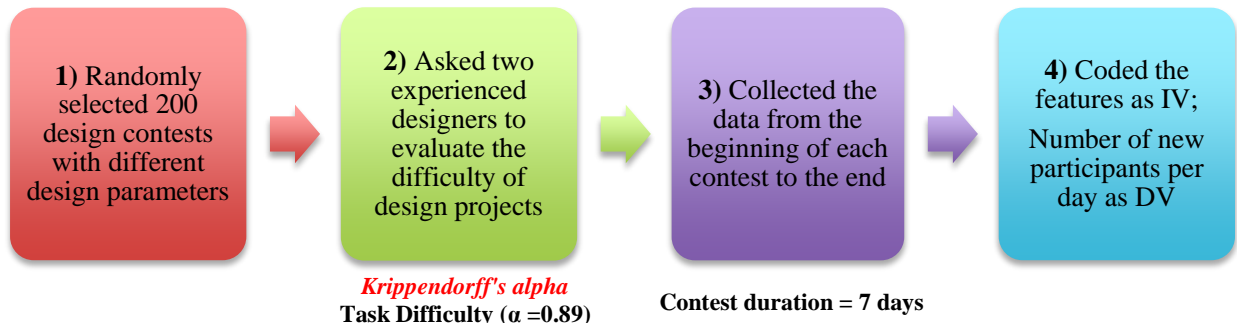 1) Randomly
selected 200
design contests
with different
design parameters
2) Asked two
experienced
designers to
evaluate the
difficulty of
design projects
3) Collected the
data from the
beginning of each
contest to the end
4) Coded the
features as IV;
Number of new
participants per
day as DV
Krippendorff's alpha
Task Difficulty (α =0.89)
Contest duration = 7 days